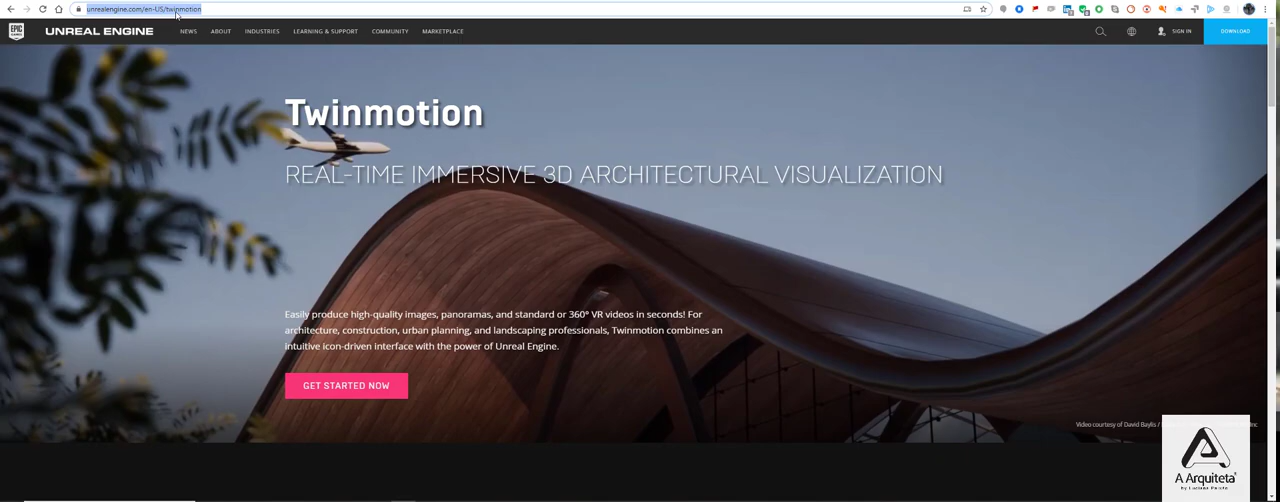 unrealengine.com/en-US/twinmotion
EPIC GAMES
UNREAL ENGINE
NEWS
ABOUT
INDUSTRIES
LEARNING & SUPPORT
COMMUNITY
MARKETPLACE
SIGN IN
DOWNLOAD
Twinmotion
REAL-TIME IMMERSIVE 3D ARCHITECTURAL VISUALIZATION
Easily produce high-quality images, panoramas, and standard or 360° VR videos in seconds! For
architecture, construction, urban planning, and landscaping professionals, Twinmotion combines an
intuitive icon-driven interface with the power of Unreal Engine.
GET STARTED NOW
Video courtesy of David Baylis /
A Arquiteta